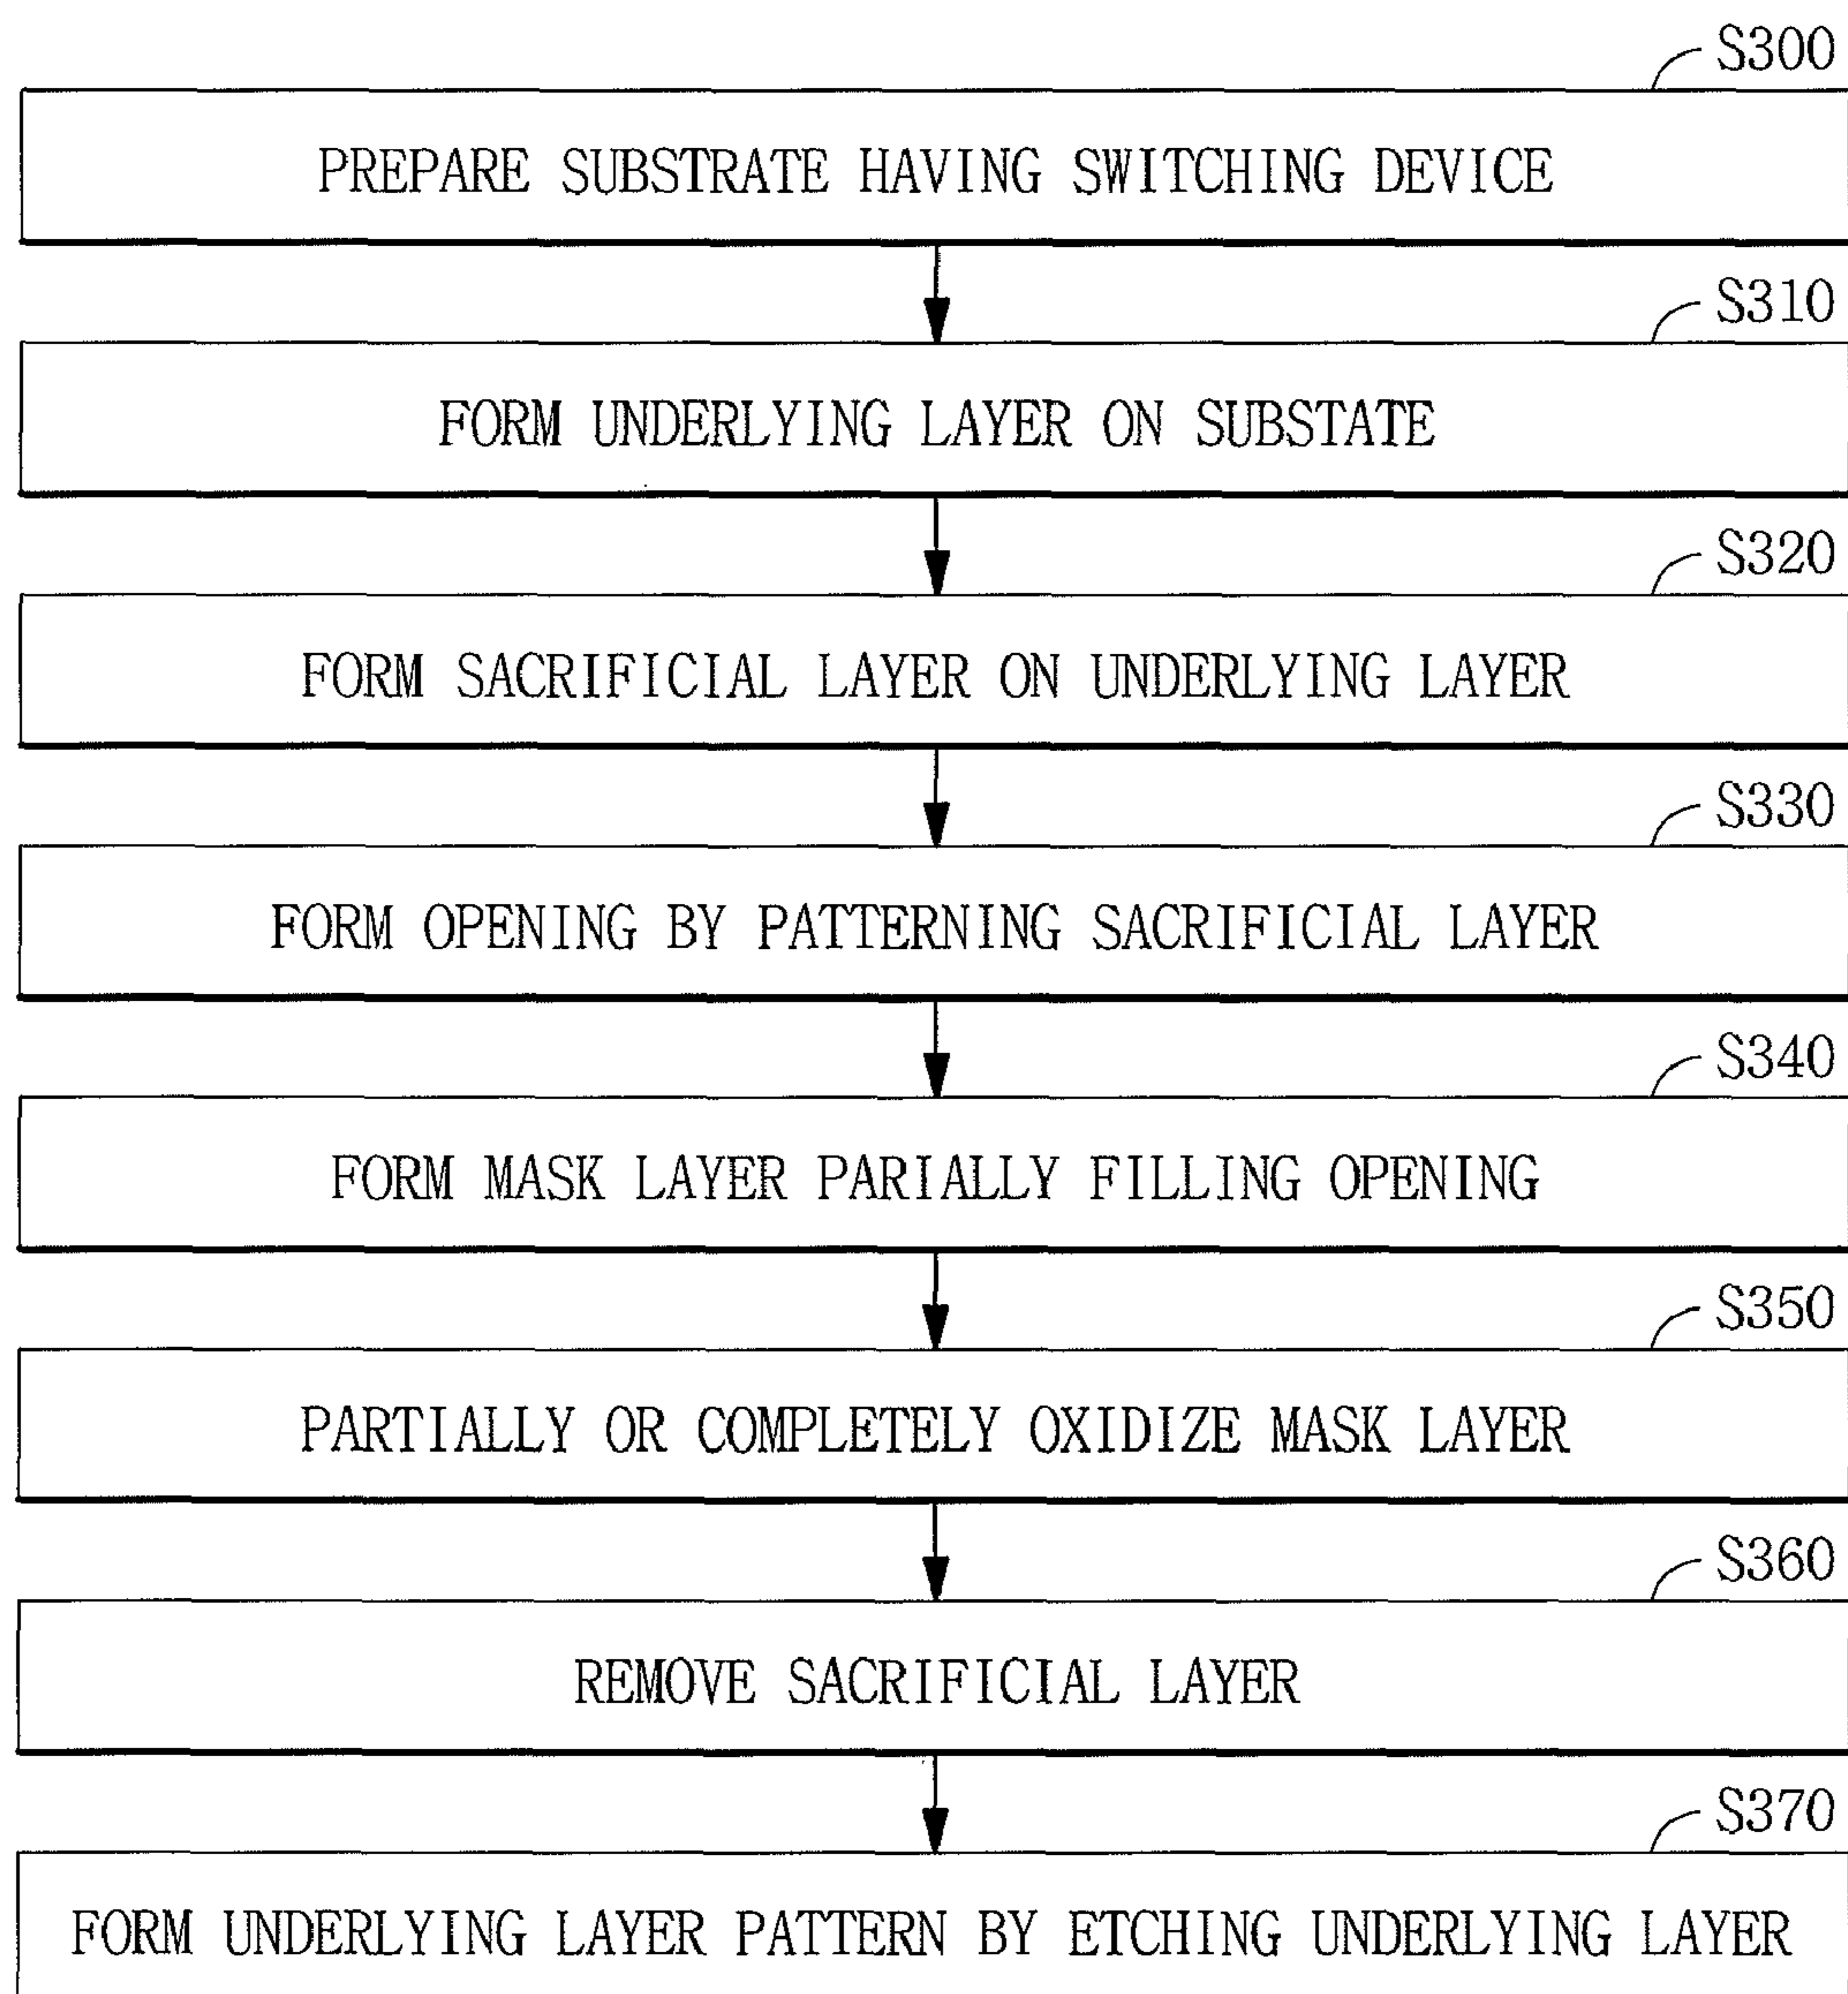 S300
PREPARE SUBSTRATE HAVING SWITCHING DEVICE
S310
FORM UNDERLYING LAYER ON SUBSTATE
S320
FORM SACRIFICIAL LAYER ON UNDERLYING LAYER
S330
FORM OPENING BY PATTERNING SACRIFICIAL LAYER
S340
FORM MASK LAYER PARIALLY FILLING OPENING
S350
PARTIALLY OR COMPLETELY OXIDIZE MASK LAYER
S360
REMOVE SACRIFICIAL LAYER
S370
FORM UNDERLYING LAYER PATTERN BY ETCHING UNDERLYING LAYER